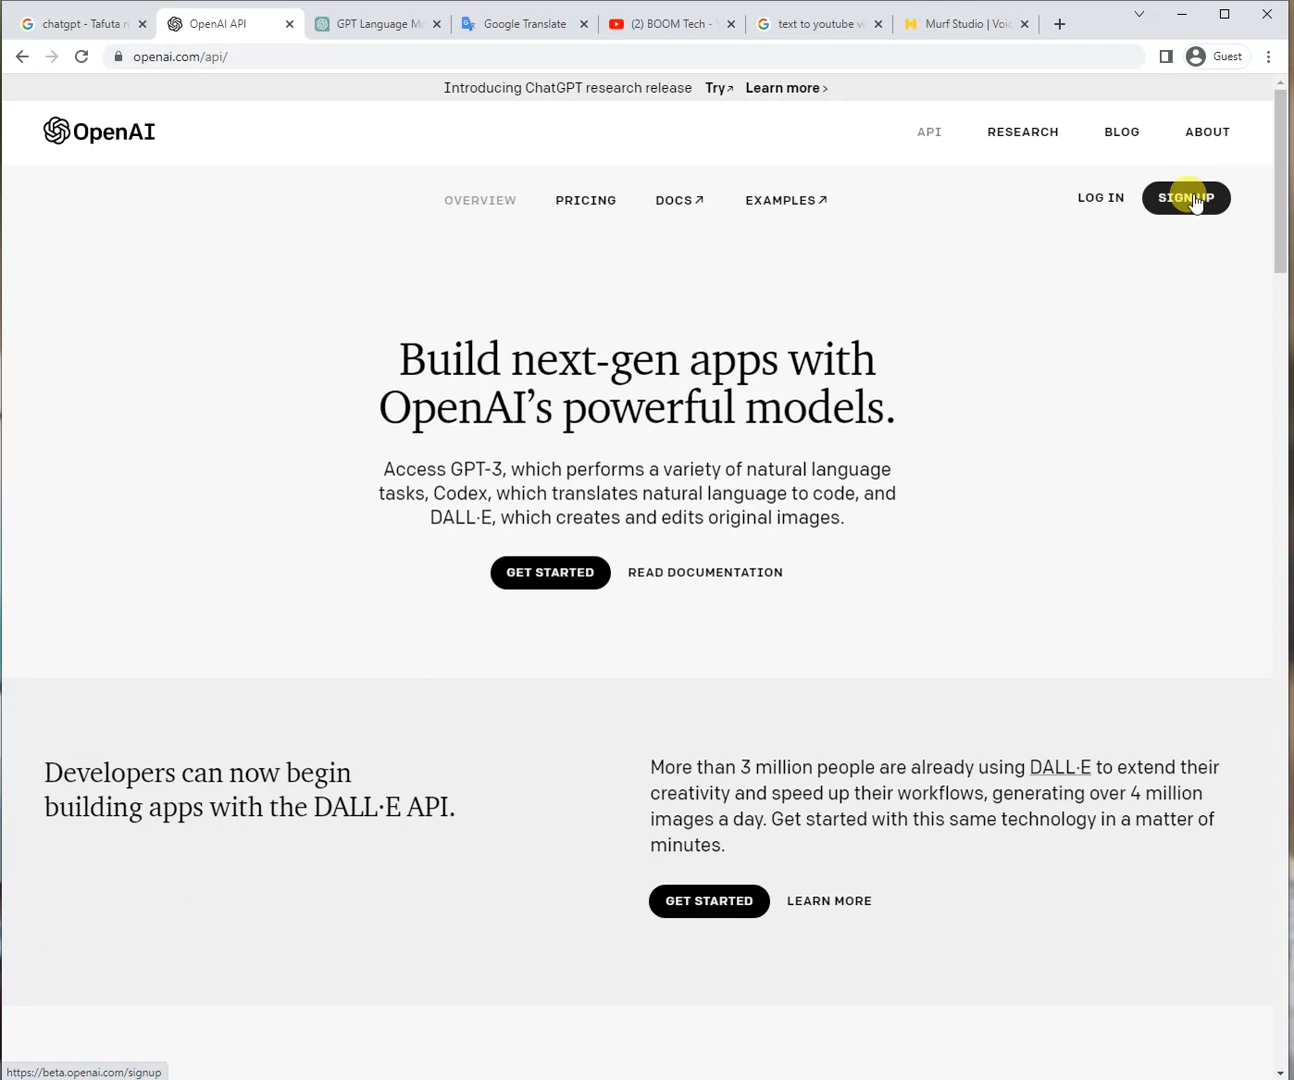 chatgpt - Tafuta n
OpenAI API
GPT Language Mo
Google Translate
(2) BOOM Tech - Y
text to youtube vi
Murf Studio | Voic
openai.com/api/
Guest
Introducing ChatGPT research release Try↗ Learn more ›
OpenAI
API RESEARCH BLOG ABOUT
OVERVIEW PRICING DOCS↗ EXAMPLES↗
LOG IN SIGN UP
Build next-gen apps with
OpenAI’s powerful models.
Access GPT-3, which performs a variety of natural language
tasks, Codex, which translates natural language to code, and
DALL·E, which creates and edits original images.
GET STARTED READ DOCUMENTATION
Developers can now begin
building apps with the DALL·E API.
More than 3 million people are already using DALL·E to extend their
creativity and speed up their workflows, generating over 4 million
images a day. Get started with this same technology in a matter of
minutes.
GET STARTED LEARN MORE
https://beta.openai.com/signup